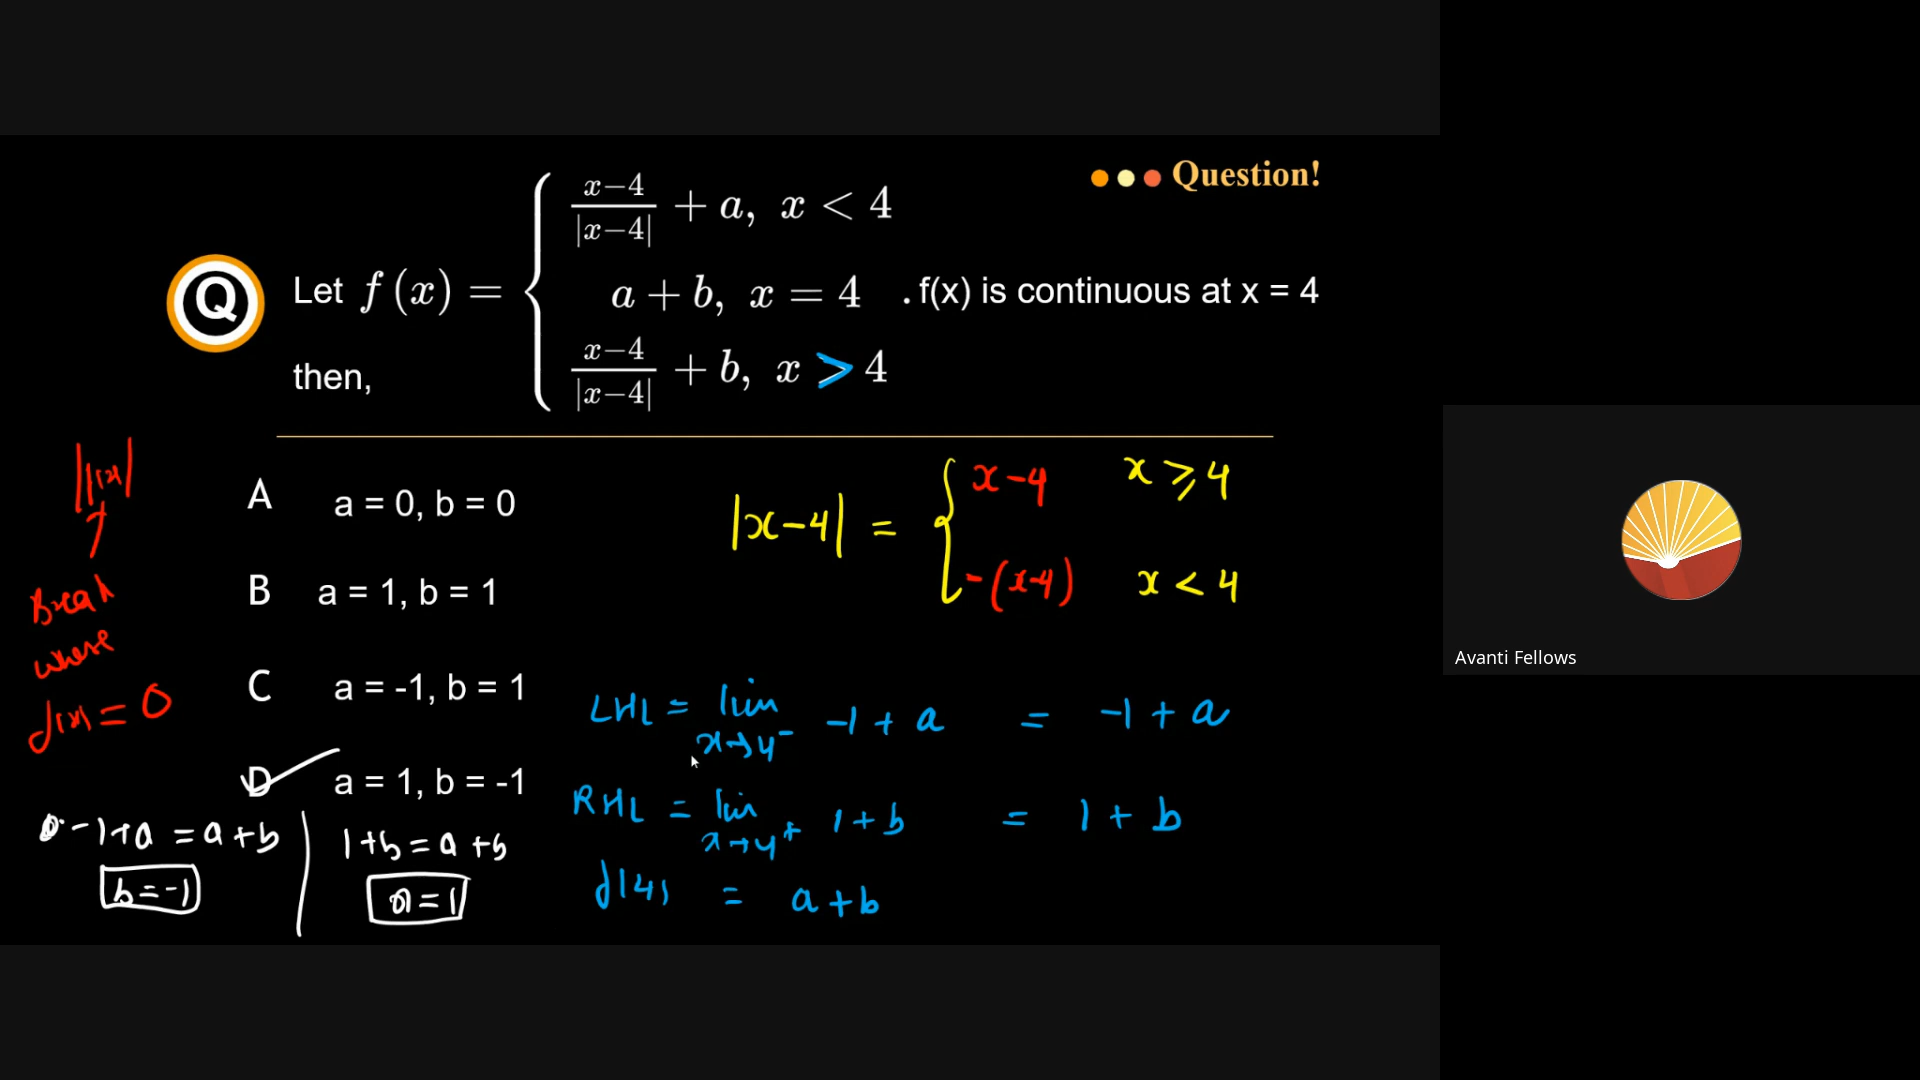 Question!
Q
Let f(x) = { (x−4)/|x−4| + a, x < 4
a + b, x = 4 . f(x) is continuous at x = 4
(x−4)/|x−4| + b, x > 4
then,
|f(x)|
Break
where
f(x) = 0
A a = 0, b = 0
B a = 1, b = 1
C a = -1, b = 1
D a = 1, b = -1
|x-4| = { x-4 x ⩾ 4
-(x-4) x < 4
LHL = lim x→4⁻ -1 + a = -1 + a
RHL = lim x→4⁺ 1 + b = 1 + b
f(4) = a + b
-1+a = a+b
b = -1
1+b = a+b
a = 1
Avanti Fellows